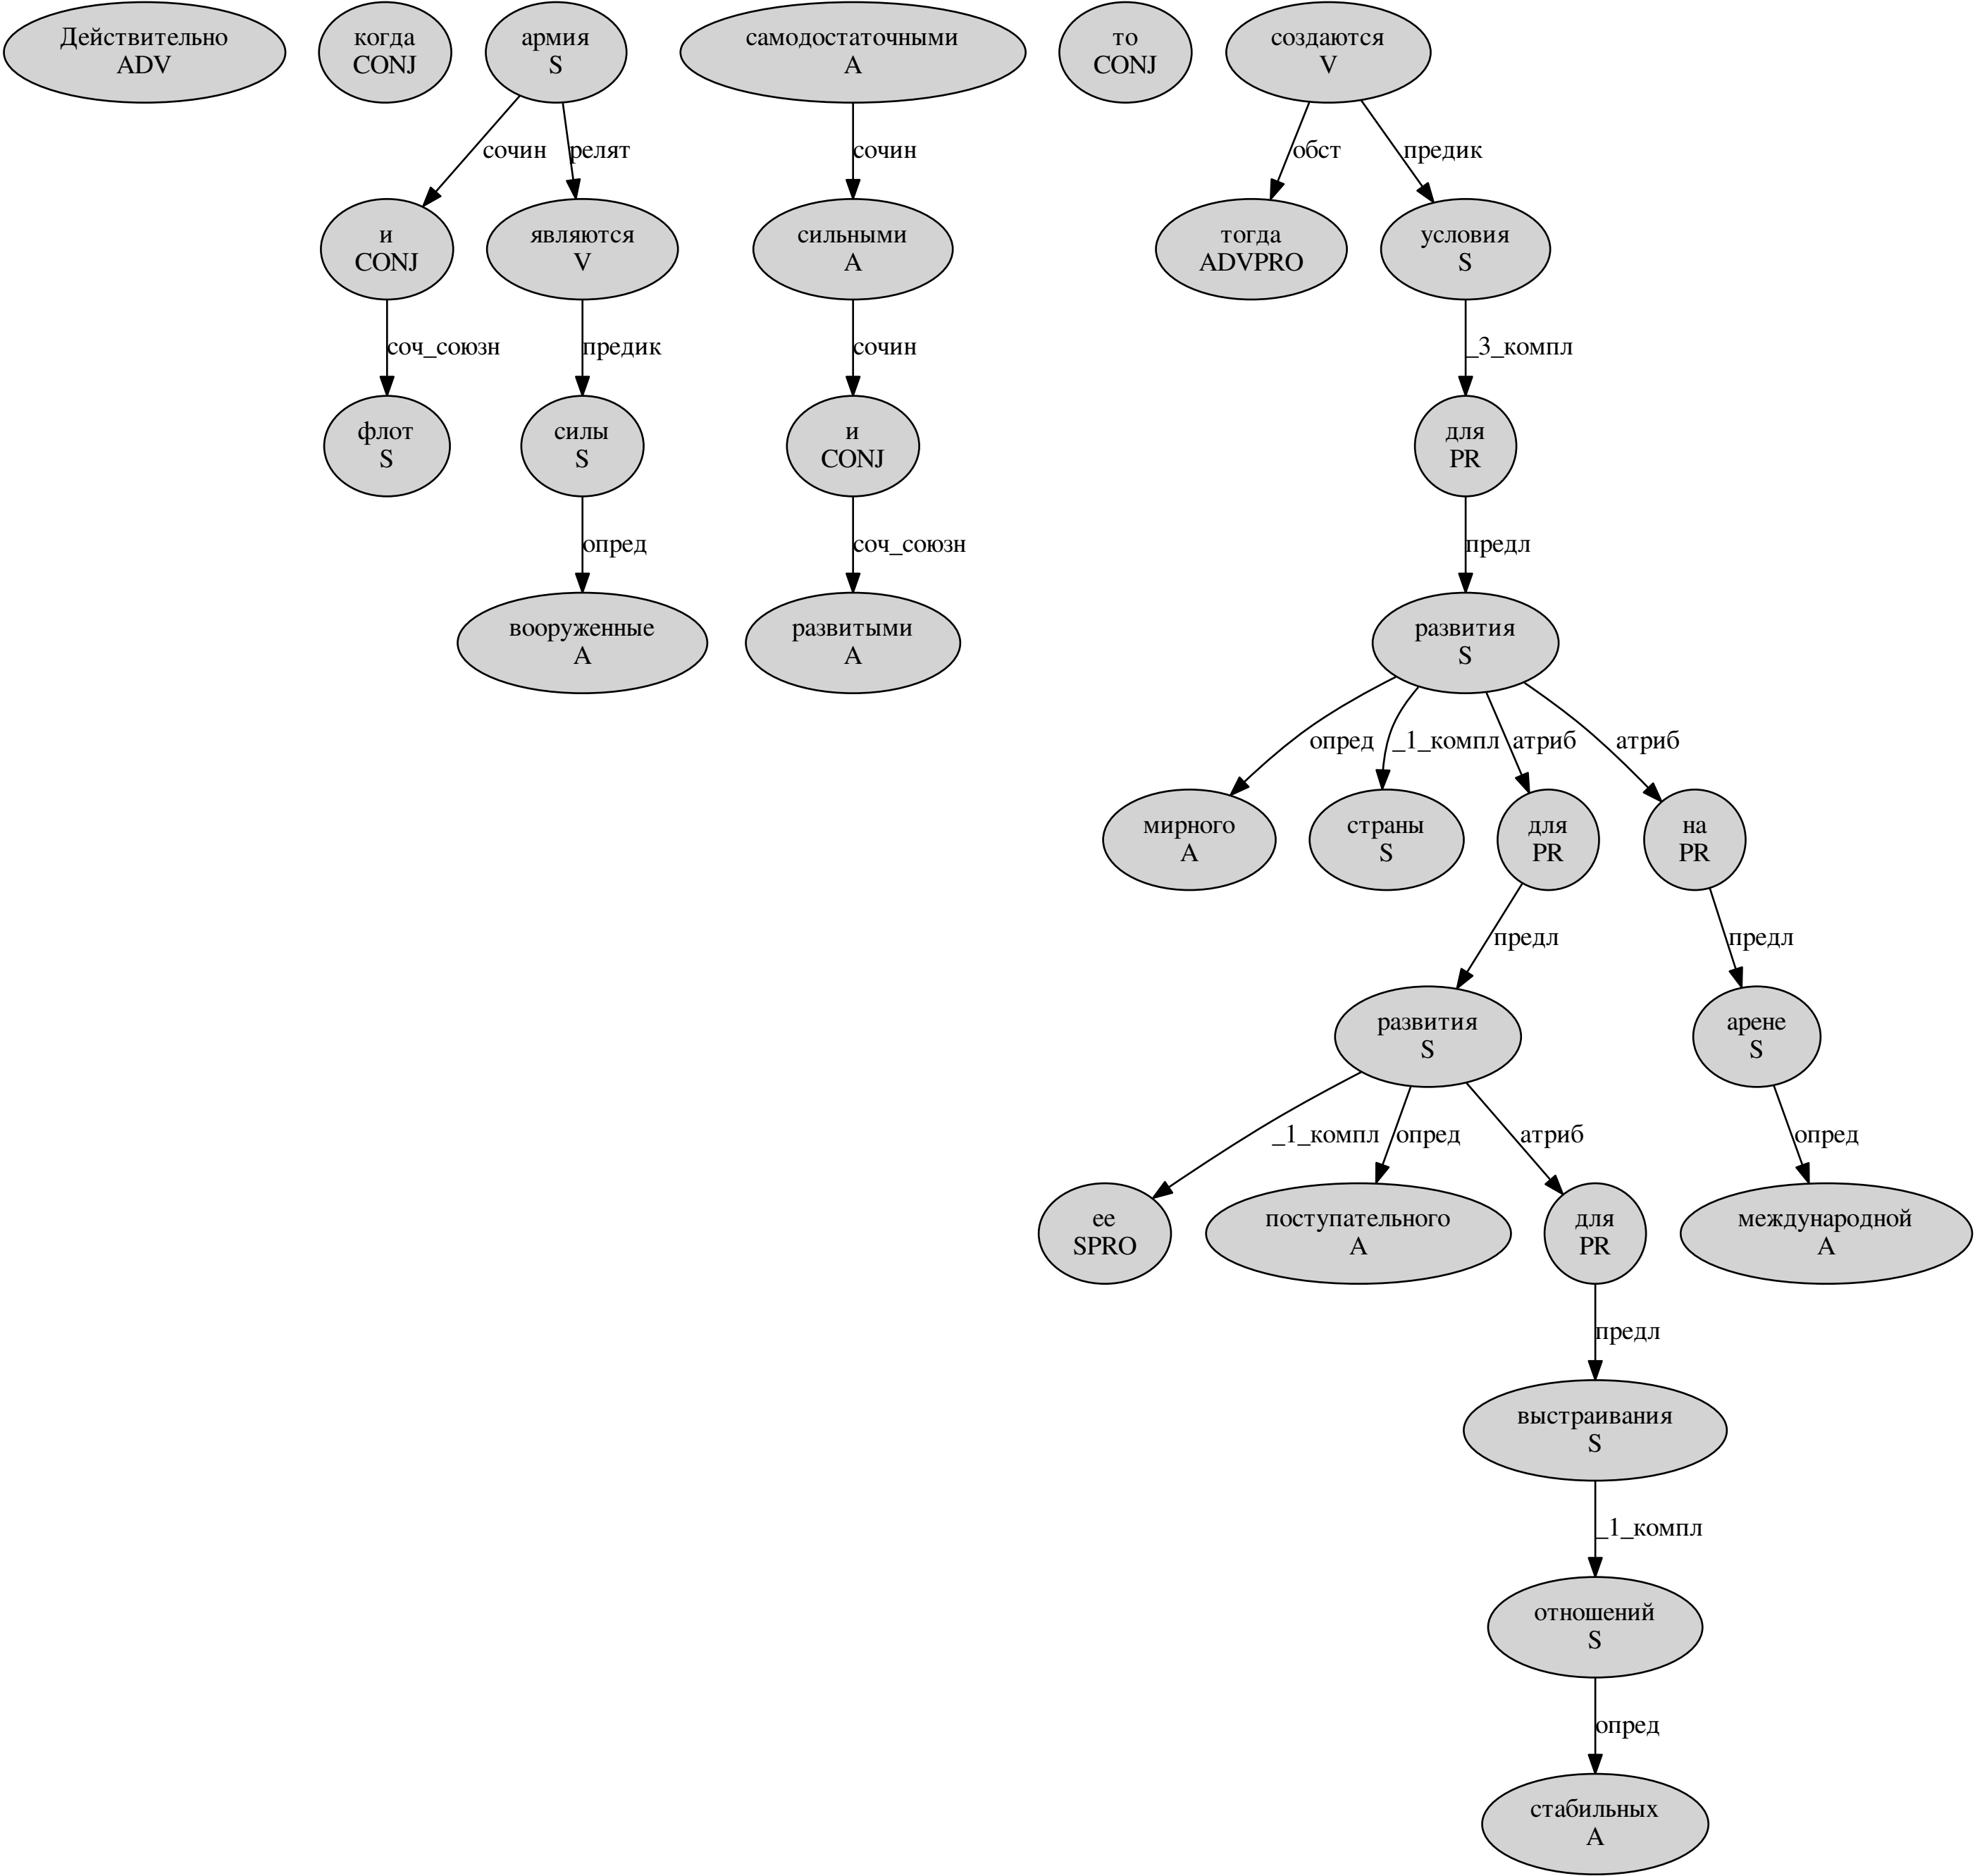 Действительно
ADV
когда
CONJ
армия
S
самодостаточными
A
то
CONJ
создаются
V
сочин
релят
сочин
обст
предик
и
CONJ
являются
V
сильными
A
тогда
ADVPRO
условия
S
соч_союзн
предик
сочин
_3_компл
флот
S
силы
S
и
CONJ
для
PR
опред
соч_союзн
предл
вооруженные
A
развитыми
A
развития
S
опред
_1_компл
атриб
атриб
мирного
A
страны
S
для
PR
на
PR
предл
предл
развития
S
арене
S
_1_компл
опред
атриб
опред
ее
SPRO
поступательного
A
для
PR
международной
A
предл
выстраивания
S
_1_компл
отношений
S
опред
стабильных
A